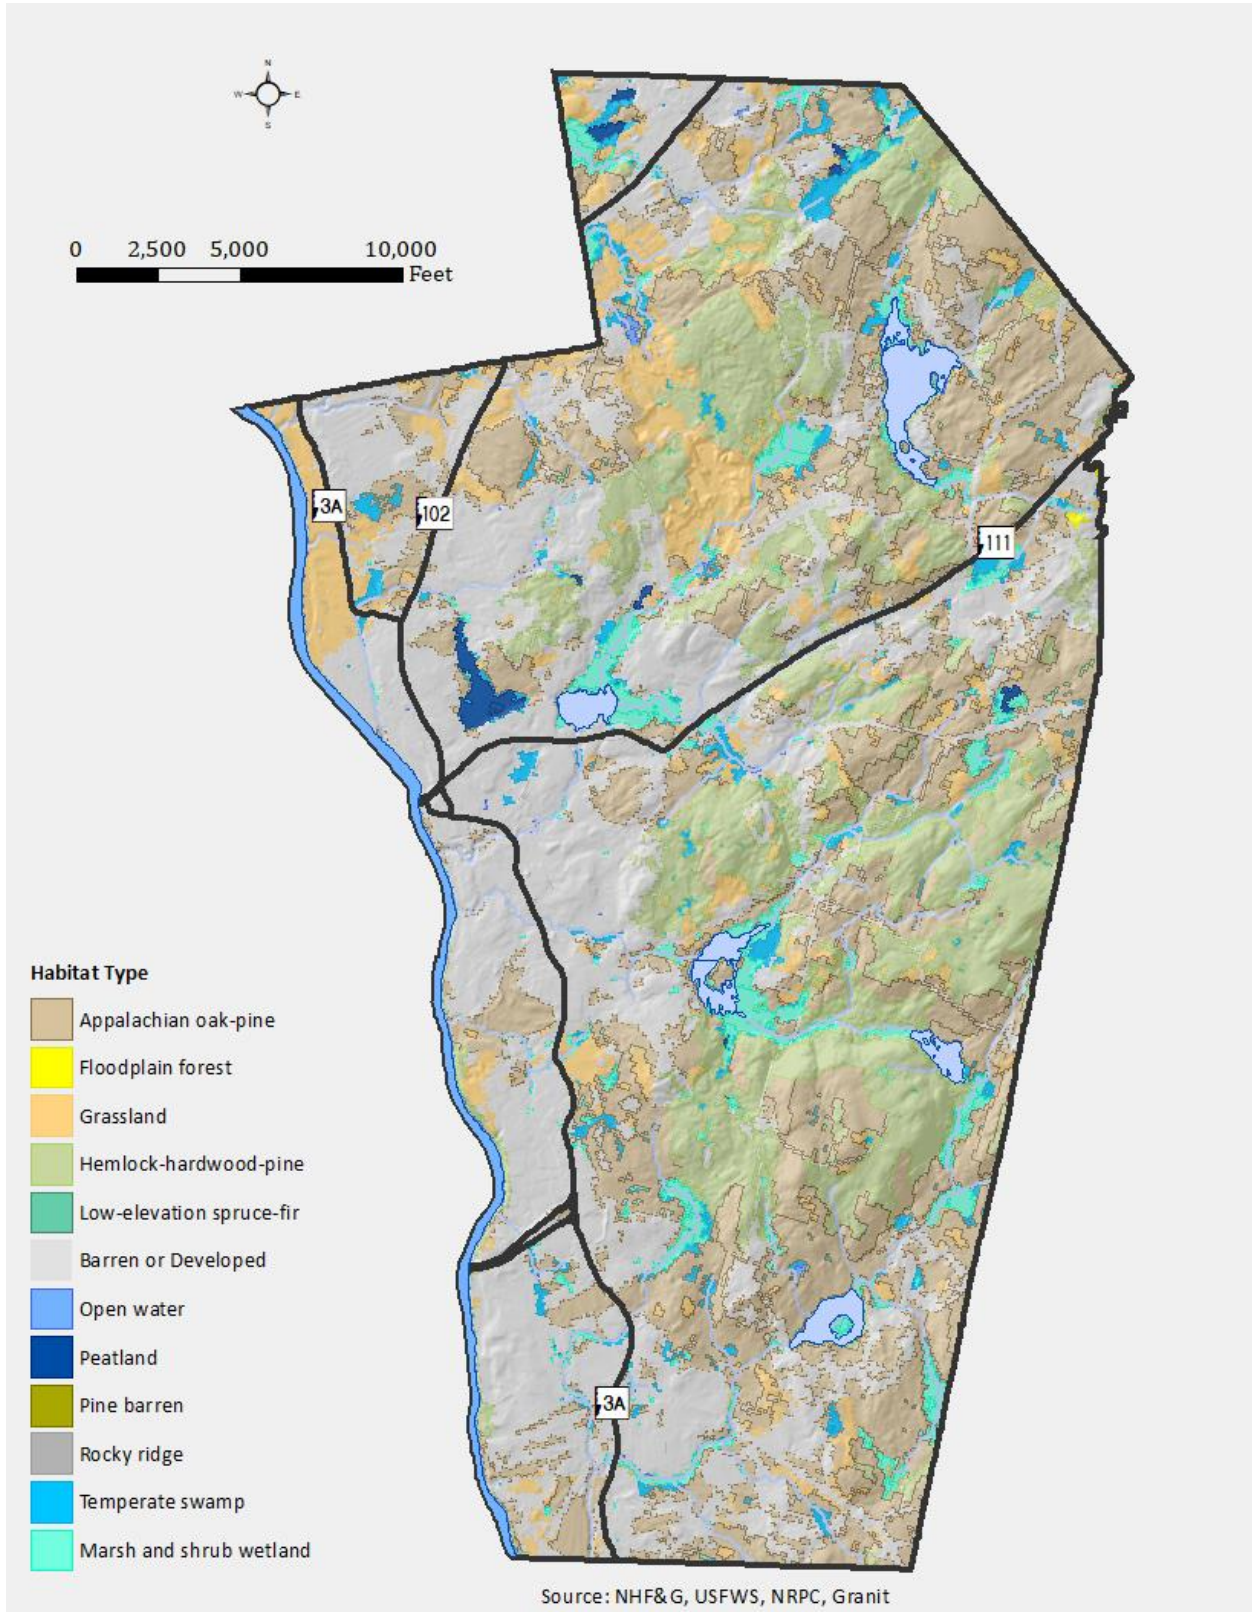 N
W E
S
0 2,500 5,000 10,000
Feet
3A
102
111
3A
Habitat Type
Appalachian oak-pine
Floodplain forest
Grassland
Hemlock-hardwood-pine
Low-elevation spruce-fir
Barren or Developed
Open water
Peatland
Pine barren
Rocky ridge
Temperate swamp
Marsh and shrub wetland
Source: NHF&G, USFWS, NRPC, Granit